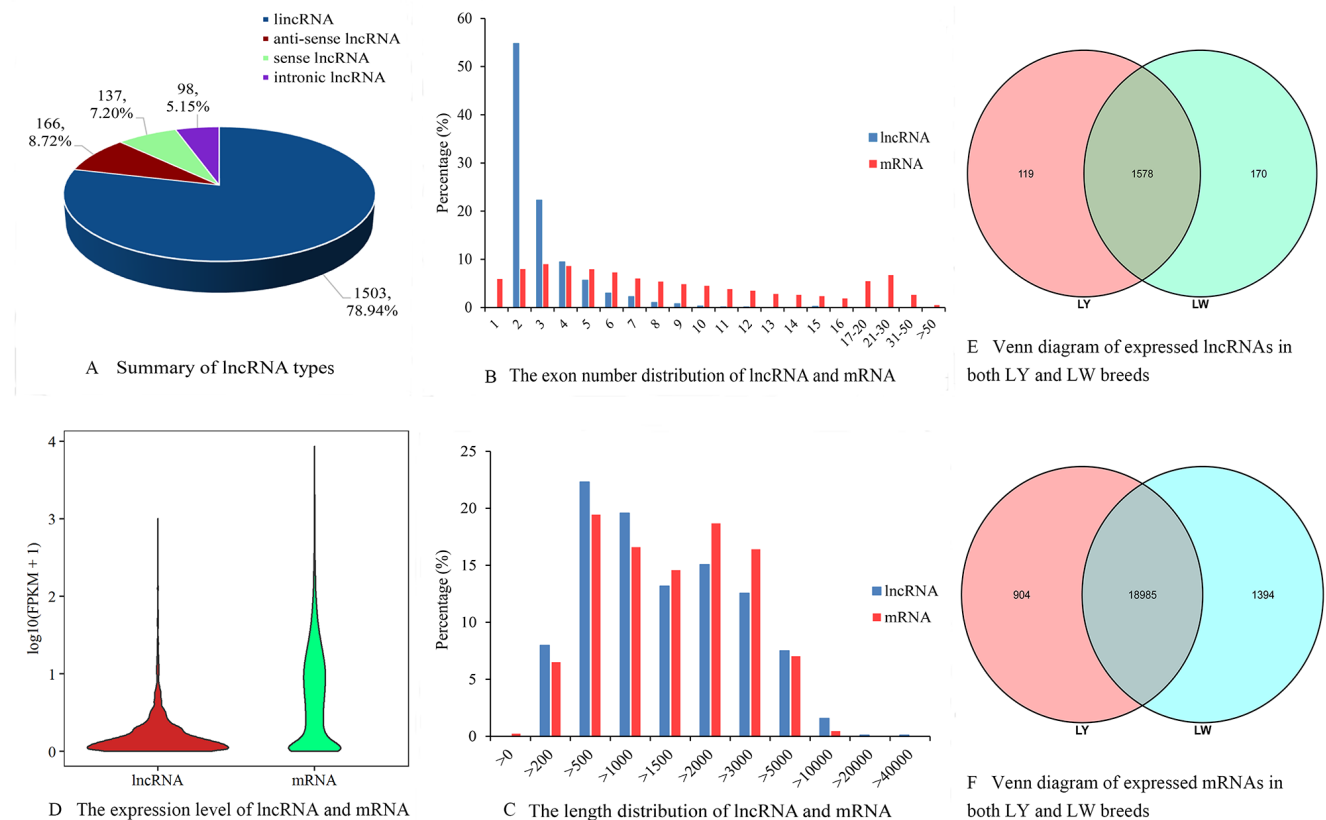 lincRNA
anti-sense lncRNA
sense lncRNA
intronic lncRNA
98,
5.15%
137,
7.20%
166,
8.72%
1503,
78.94%
A Summary of lncRNA types
60
50
40
30
20
10
0
Percentage (%)
lncRNA
mRNA
1
2
3
4
5
6
7
8
9
10
11
12
13
14
15
16
17-20
21-30
31-50
>50
B The exon number distribution of lncRNA and mRNA
119
1578
170
LY
LW
E Venn diagram of expressed lncRNAs in
both LY and LW breeds
4
3
2
1
0
log10(FPKM + 1)
lncRNA
mRNA
D The expression level of lncRNA and mRNA
25
20
15
10
5
0
Percentage (%)
lncRNA
mRNA
>0
>200
>500
>1000
>1500
>2000
>3000
>5000
>10000
>20000
>40000
C The length distribution of lncRNA and mRNA
904
18985
1394
LY
LW
F Venn diagram of expressed mRNAs in
both LY and LW breeds